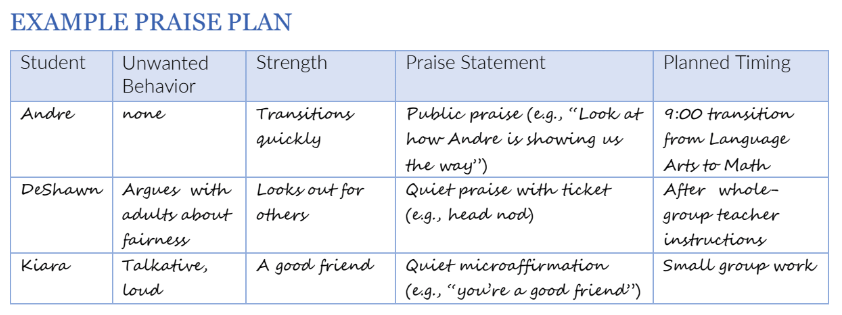 EXAMPLE PRAISE PLAN
Student
Unwanted
Behavior
Strength
Praise Statement
Planned Timing
Andre
none
Transitions
quickly
Public praise (e.g., “Look at
how Andre is showing us
the way”)
9:00 transition
from Language
Arts to Math
DeShawn
Argues with
adults about
fairness
Looks out for
others
Quiet praise with ticket
(e.g., head nod)
After whole-
group teacher
instructions
Kiara
Talkative,
loud
A good friend
Quiet microaffirmation
(e.g., “you’re a good friend”)
Small group work